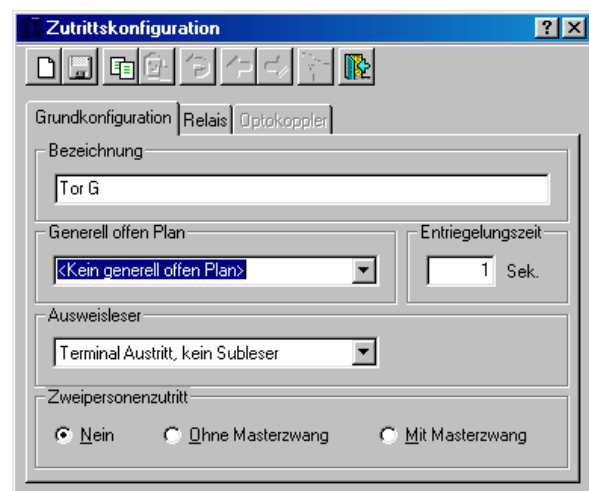 Zutrittskonfiguration
Grundkonfiguration Relais Optokoppler
Bezeichnung
Tor G
Generell offen Plan Entriegelungszeit
<Kein generell offen Plan> 1 Sek.
Ausweisleser
Terminal Austritt, kein Subleser
Zweipersonenzutritt
Nein Ohne Masterzwang Mit Masterzwang